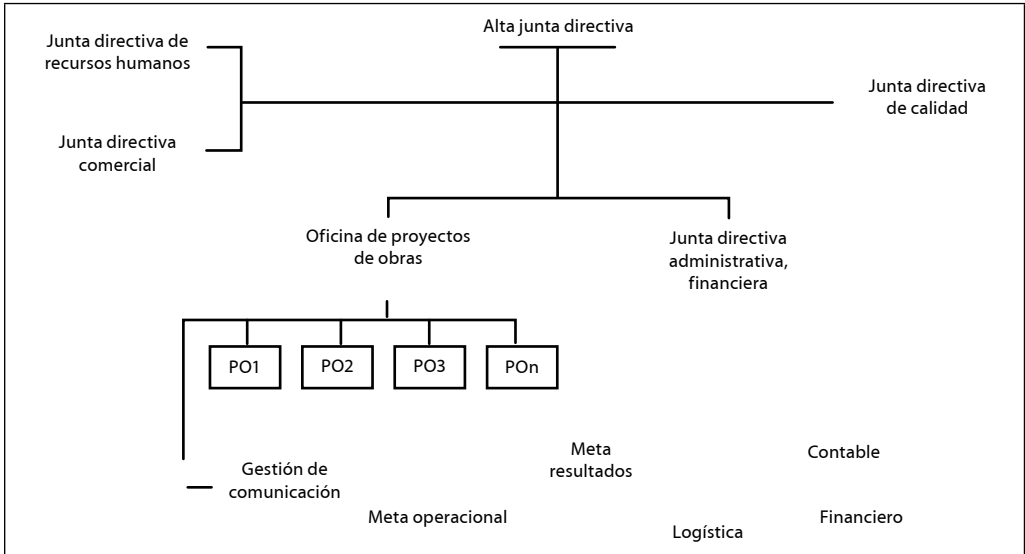 Alta junta directiva
Junta directiva de
recursos humanos
Junta directiva
de calidad
Junta directiva
comercial
Oficina de proyectos
de obras
Junta directiva
administrativa,
financiera
PO1
PO2
PO3
POn
Meta
resultados
Contable
Gestión de
comunicación
Meta operacional
Financiero
Logística